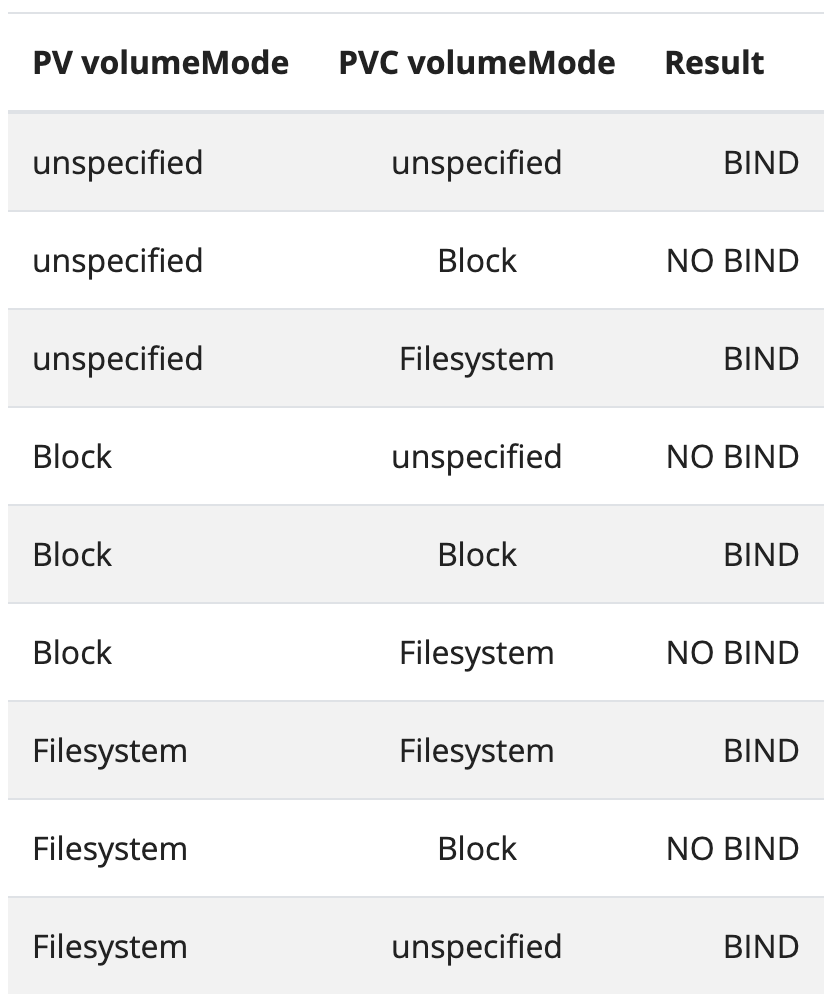 PV volumeMode PVC volumeMode Result
unspecified unspecified BIND
unspecified Block NO BIND
unspecified Filesystem BIND
Block unspecified NO BIND
Block Block BIND
Block Filesystem NO BIND
Filesystem Filesystem BIND
Filesystem Block NO BIND
Filesystem unspecified BIND